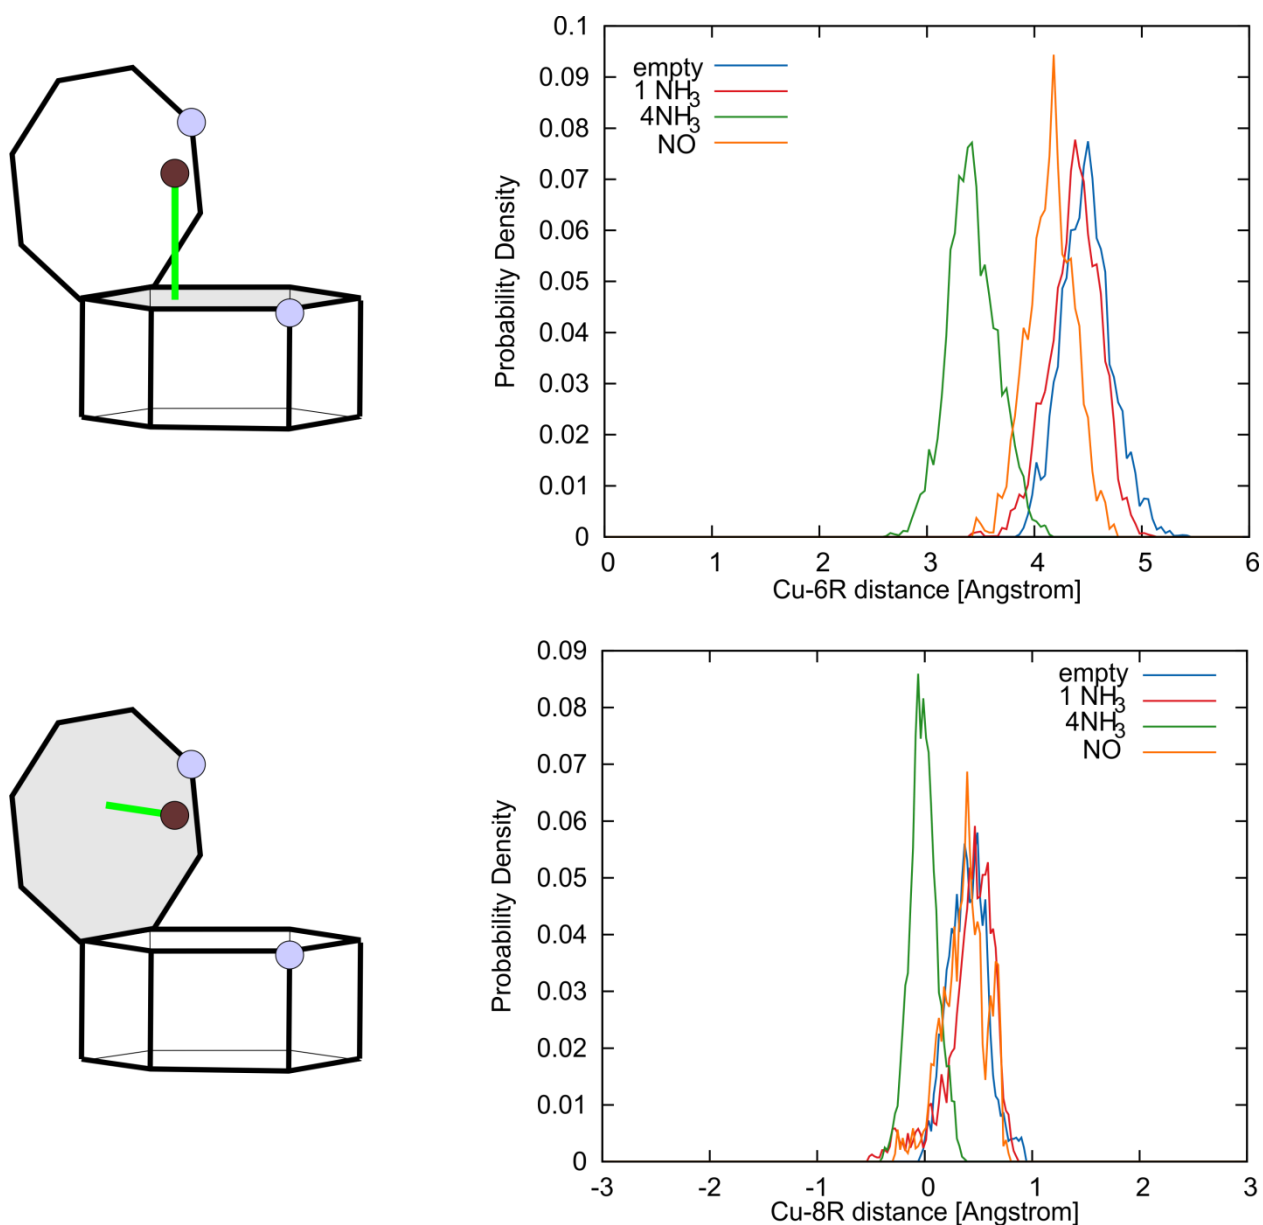 0.1
0.09
0.08
0.07
0.06
0.05
0.04
0.03
0.02
0.01
0
Probability Density
empty
1 NH3
4NH3
NO
0 1 2 3 4 5 6
Cu-6R distance [Angstrom]
0.09
0.08
0.07
0.06
0.05
0.04
0.03
0.02
0.01
0
Probability Density
empty
1 NH3
4NH3
NO
-3 -2 -1 0 1 2 3
Cu-8R distance [Angstrom]